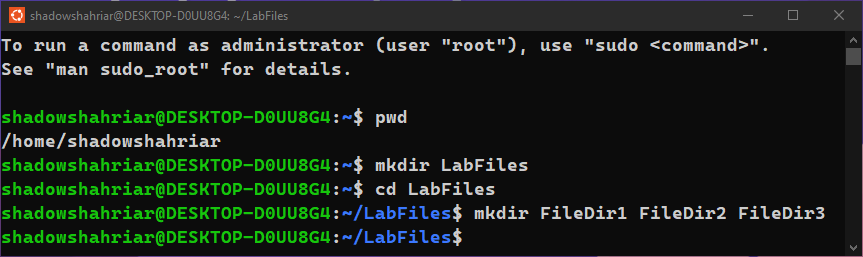 shadowshahriar@DESKTOP-D0UU8G4: ~/LabFiles
To run a command as administrator (user "root"), use "sudo <command>".
See "man sudo_root" for details.
shadowshahriar@DESKTOP-D0UU8G4:~$ pwd
/home/shadowshahriar
shadowshahriar@DESKTOP-D0UU8G4:~$ mkdir LabFiles
shadowshahriar@DESKTOP-D0UU8G4:~$ cd LabFiles
shadowshahriar@DESKTOP-D0UU8G4:~/LabFiles$ mkdir FileDir1 FileDir2 FileDir3
shadowshahriar@DESKTOP-D0UU8G4:~/LabFiles$